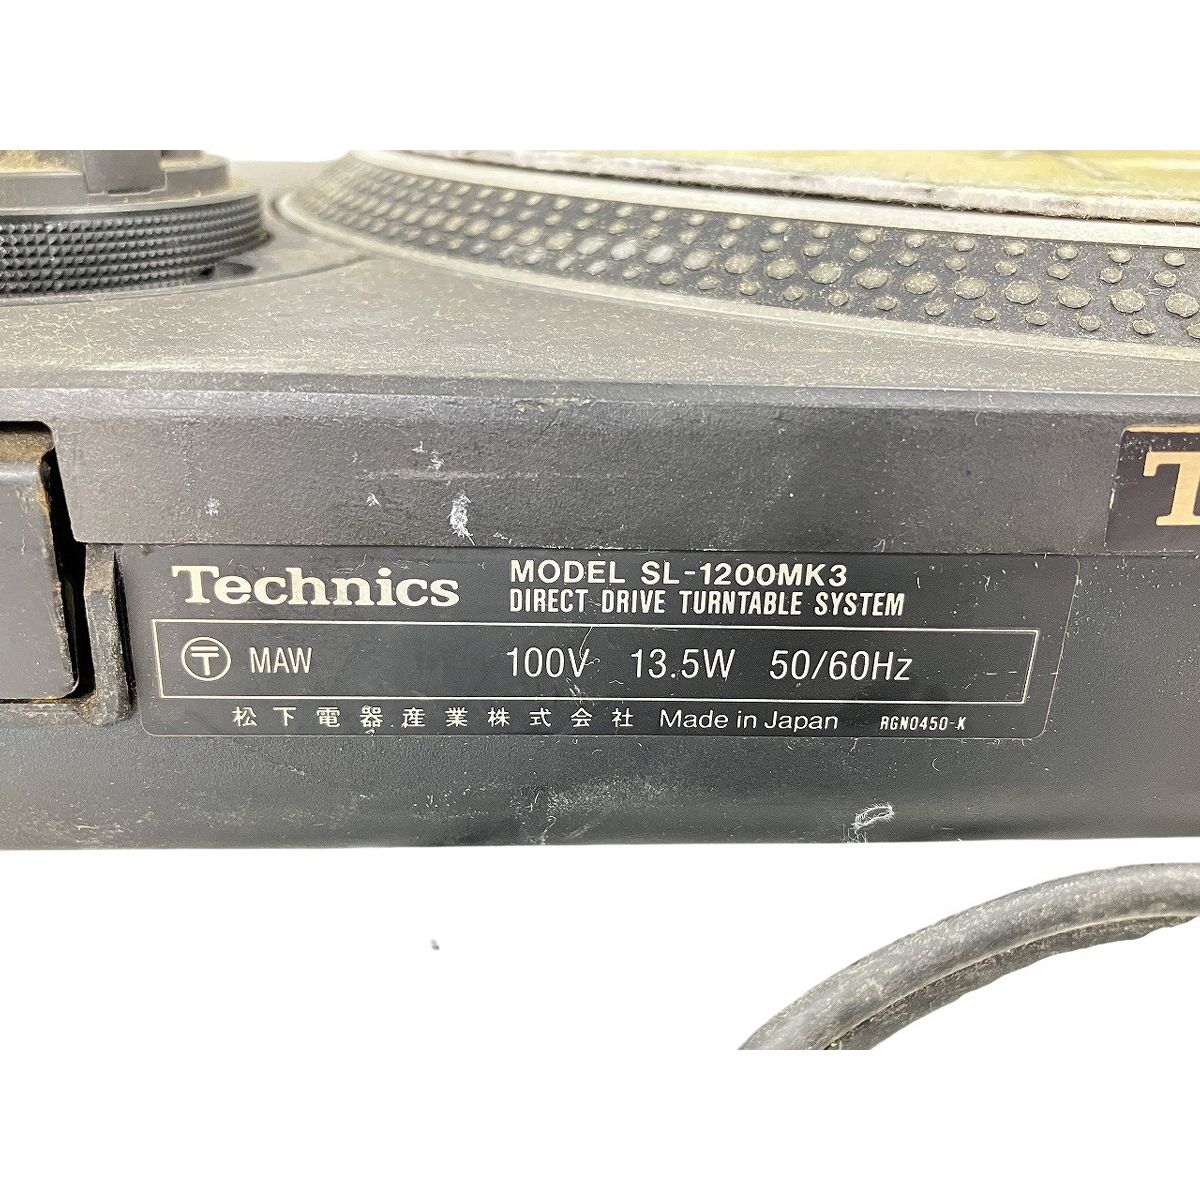 T
Technics
MODEL SL-1200MK3
DIRECT DRIVE TURNTABLE SYSTEM
MAW 100V 13.5W 50/60Hz
松下電器産業株式会社 Made in Japan RGN0450-K